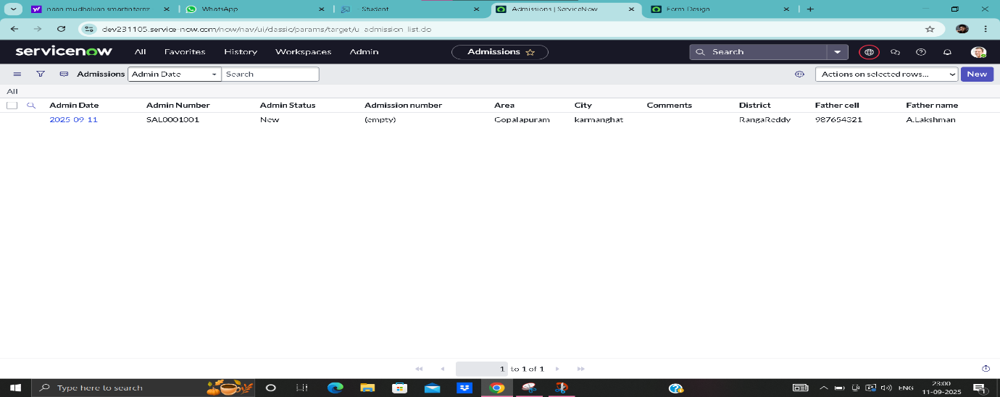 naan mudhalvan smartinternz
WhatsApp
- Student
Admissions | ServiceNow
Form Design
dev231105.service-now.com/now/nav/ui/classic/params/target/u_admission_list.do
servicenow All Favorites History Workspaces Admin Admissions Search
Admissions Admin Date Search Actions on selected rows... New
All
Admin Date Admin Number Admin Status Admission number Area City Comments District Father cell Father name
2025-09-11 SAL0001001 New (empty) Gopalapuram karmanghat RangaReddy 987654321 A.Lakshman
1 to 1 of 1
Type here to search
ENG
23:00
11-09-2025
1